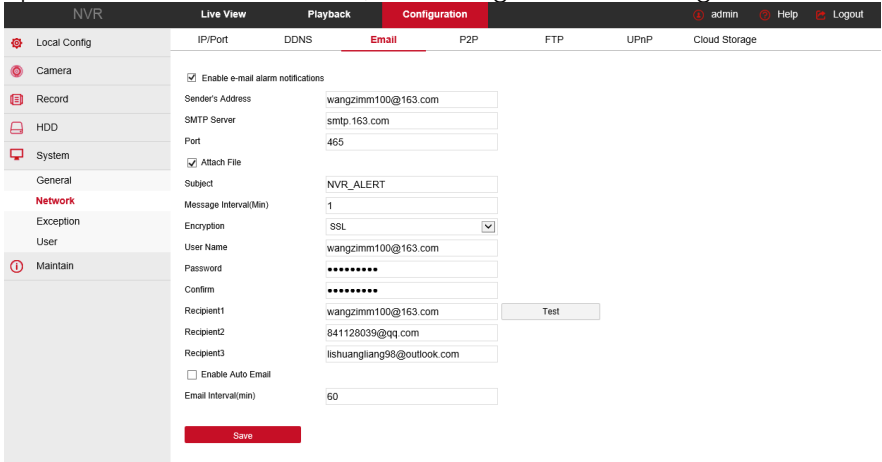 NVR Live View Playback Configuration admin Help Logout
Local Config
Camera
Record
HDD
System
General
Network
Exception
User
Maintain
IP/Port DDNS Email P2P FTP UPnP Cloud Storage
Enable e-mail alarm notifications
Sender's Address wangzimm100@163.com
SMTP Server smtp.163.com
Port 465
Attach File
Subject NVR_ALERT
Message Interval(Min) 1
Encryption SSL
User Name wangzimm100@163.com
Password •••••••••
Confirm •••••••••
Recipient1 wangzimm100@163.com Test
Recipient2 841128039@qq.com
Recipient3 lishuangliang98@outlook.com
Enable Auto Email
Email Interval(min) 60
Save